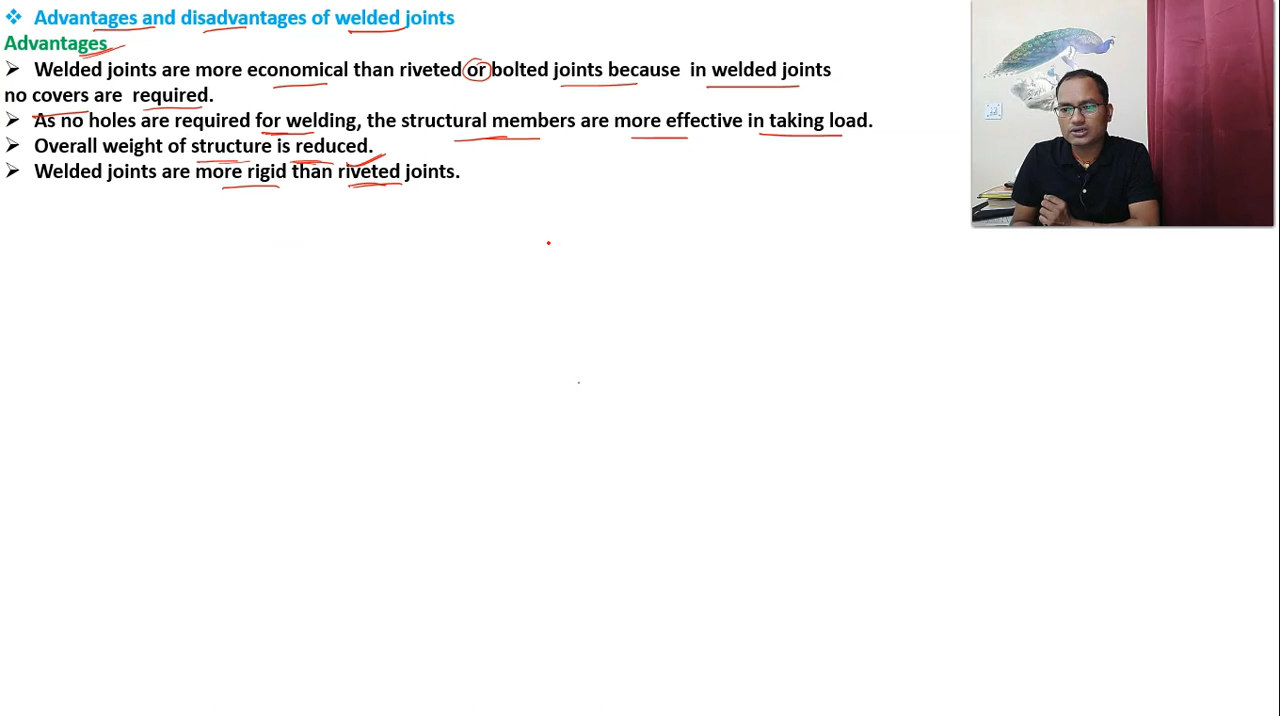 ❖ Advantages and disadvantages of welded joints
Advantages
➢ Welded joints are more economical than riveted or bolted joints because in welded joints
no covers are required.
➢ As no holes are required for welding, the structural members are more effective in taking load.
➢ Overall weight of structure is reduced.
➢ Welded joints are more rigid than riveted joints.